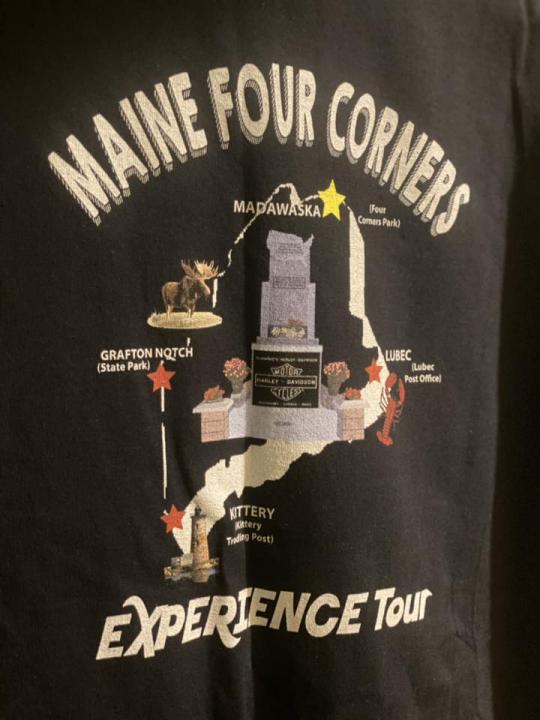 MAINE FOUR CORNERS
MADAWASKA
(Four
Corners Park)
GRAFTON NOTCH
(State Park)
LUBEC
(Lubec
Post Office)
MOTOR
HARLEY-DAVIDSON
CYCLES
KITTERY
(Kittery
Trading Post)
EXPERIENCE Tour